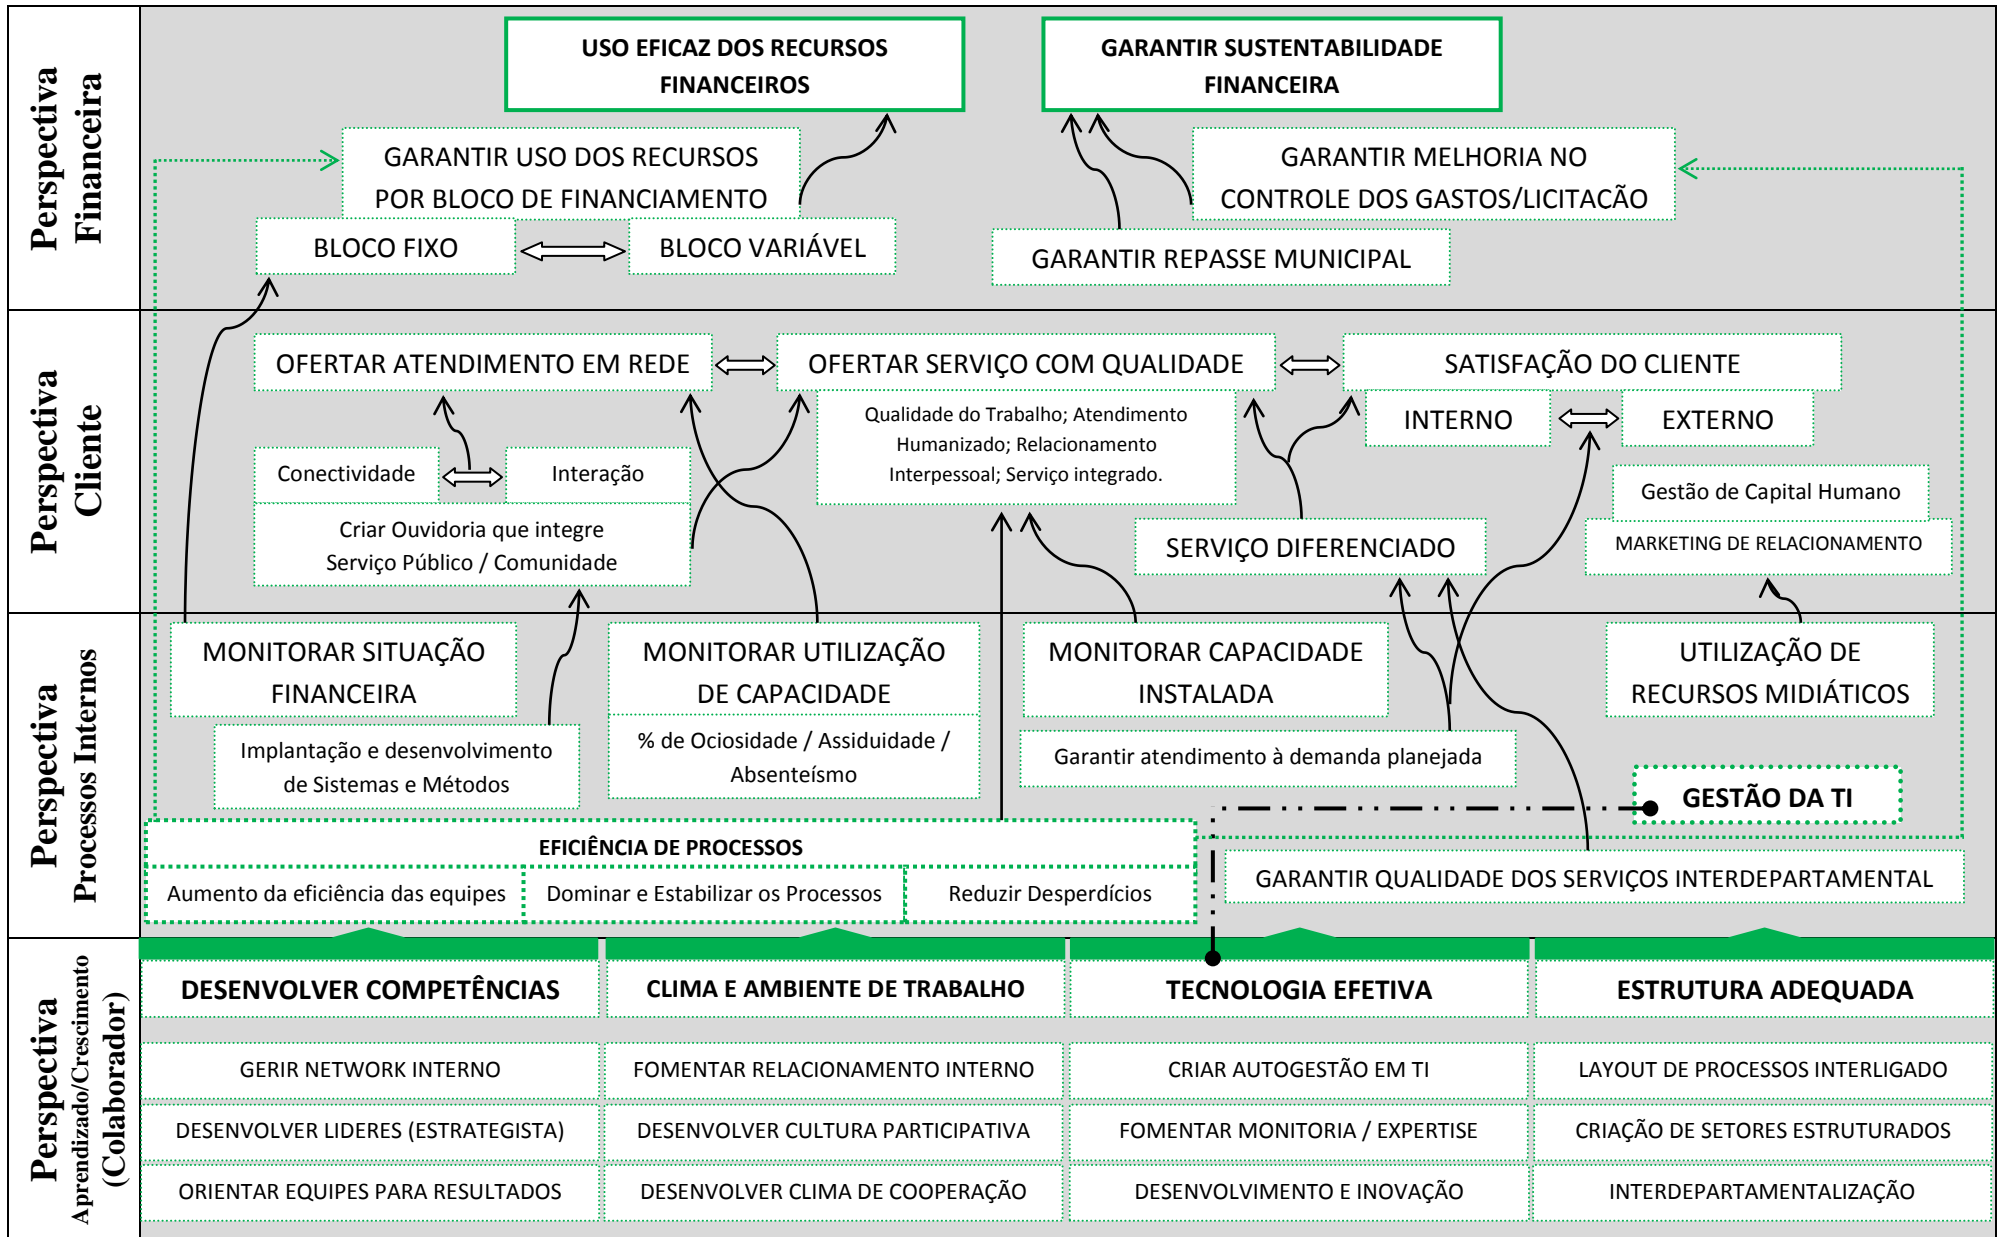 Perspectiva
Financeira
USO EFICAZ DOS RECURSOS
FINANCEIROS
GARANTIR SUSTENTABILIDADE
FINANCEIRA
GARANTIR USO DOS RECURSOS
POR BLOCO DE FINANCIAMENTO
GARANTIR MELHORIA NO
CONTROLE DOS GASTOS/LICITAÇÃO
BLOCO FIXO
BLOCO VARIÁVEL
GARANTIR REPASSE MUNICIPAL
Perspectiva
Cliente
OFERTAR ATENDIMENTO EM REDE
OFERTAR SERVIÇO COM QUALIDADE
SATISFAÇÃO DO CLIENTE
Qualidade do Trabalho; Atendimento
Humanizado; Relacionamento
Interpessoal; Serviço integrado.
INTERNO
EXTERNO
Conectividade
Interação
Criar Ouvidoria que integre
Serviço Público / Comunidade
Gestão de Capital Humano
MARKETING DE RELACIONAMENTO
SERVIÇO DIFERENCIADO
Perspectiva
Processos Internos
MONITORAR SITUAÇÃO
FINANCEIRA
MONITORAR UTILIZAÇÃO
DE CAPACIDADE
MONITORAR CAPACIDADE
INSTALADA
UTILIZAÇÃO DE
RECURSOS MIDIÁTICOS
Implantação e desenvolvimento
de Sistemas e Métodos
% de Ociosidade / Assiduidade /
Absenteísmo
Garantir atendimento à demanda planejada
GESTÃO DA TI
EFICIÊNCIA DE PROCESSOS
Aumento da eficiência das equipes
Dominar e Estabilizar os Processos
Reduzir Desperdícios
GARANTIR QUALIDADE DOS SERVIÇOS INTERDEPARTAMENTAL
Perspectiva
Aprendizado/Crescimento
(Colaborador)
DESENVOLVER COMPETÊNCIAS
CLIMA E AMBIENTE DE TRABALHO
TECNOLOGIA EFETIVA
ESTRUTURA ADEQUADA
GERIR NETWORK INTERNO
FOMENTAR RELACIONAMENTO INTERNO
CRIAR AUTOGESTÃO EM TI
LAYOUT DE PROCESSOS INTERLIGADO
DESENVOLVER LIDERES (ESTRATEGISTA)
DESENVOLVER CULTURA PARTICIPATIVA
FOMENTAR MONITORIA / EXPERTISE
CRIAÇÃO DE SETORES ESTRUTURADOS
ORIENTAR EQUIPES PARA RESULTADOS
DESENVOLVER CLIMA DE COOPERAÇÃO
DESENVOLVIMENTO E INOVAÇÃO
INTERDEPARTAMENTALIZAÇÃO